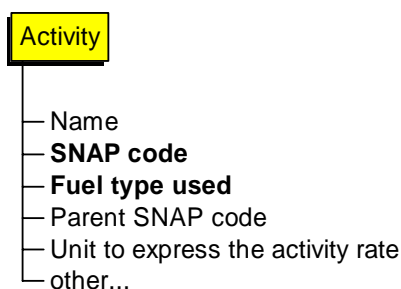 Activity
Name
SNAP code
Fuel type used
Parent SNAP code
Unit to express the activity rate
other...